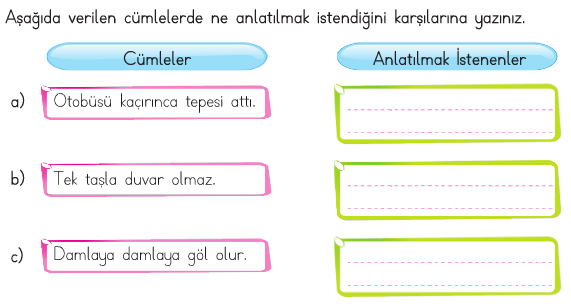 Aşağıda verilen cümlelerde ne anlatılmak istendiğini karşılarına yazınız.
Cümleler
Anlatılmak İstenenler
a) Otobüsü kaçırınca tepesi attı.
b) Tek taşla duvar olmaz.
c) Damlaya damlaya göl olur.